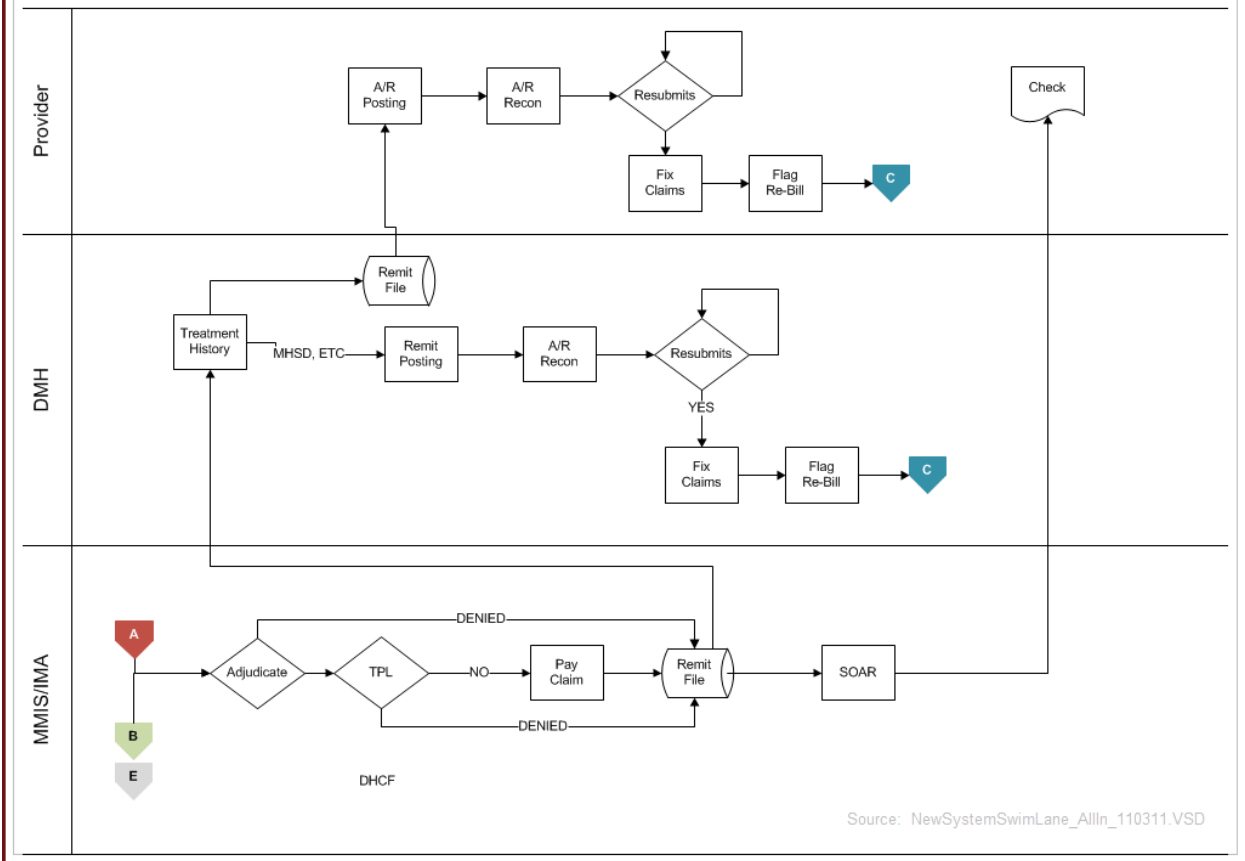 Provider
A/R
Posting
A/R
Recon
Resubmits
Check
Fix
Claims
Flag
Re-Bill
C
DMH
Remit
File
Treatment
History
MHSD, ETC
Remit
Posting
A/R
Recon
Resubmits
YES
Fix
Claims
Flag
Re-Bill
C
MMIS/IMA
A
DENIED
Adjudicate
TPL
NO
Pay
Claim
Remit
File
SOAR
DENIED
B
E
DHCF
Source: NewSystemSwimLane_AllIn_110311.VSD